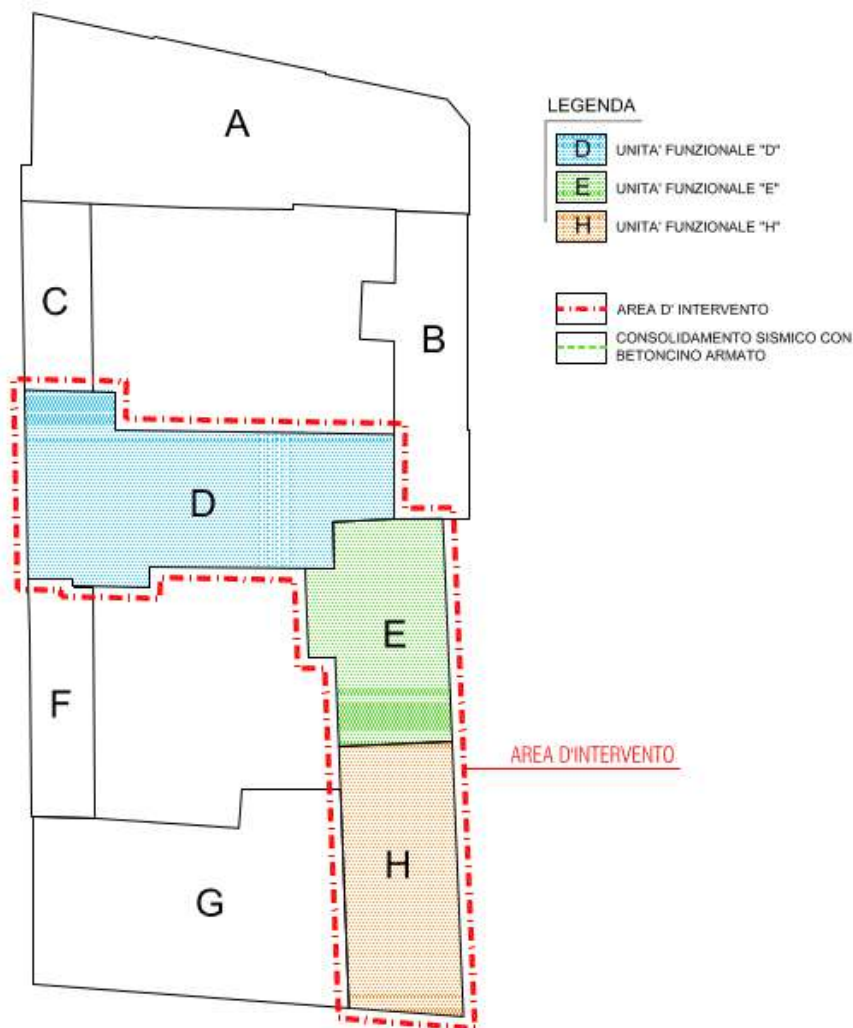 A
LEGENDA
D UNITA' FUNZIONALE "D"
E UNITA' FUNZIONALE "E"
H UNITA' FUNZIONALE "H"
C
B
AREA D' INTERVENTO
CONSOLIDAMENTO SISMICO CON
BETONCINO ARMATO
D
E
F
AREA D'INTERVENTO
H
G